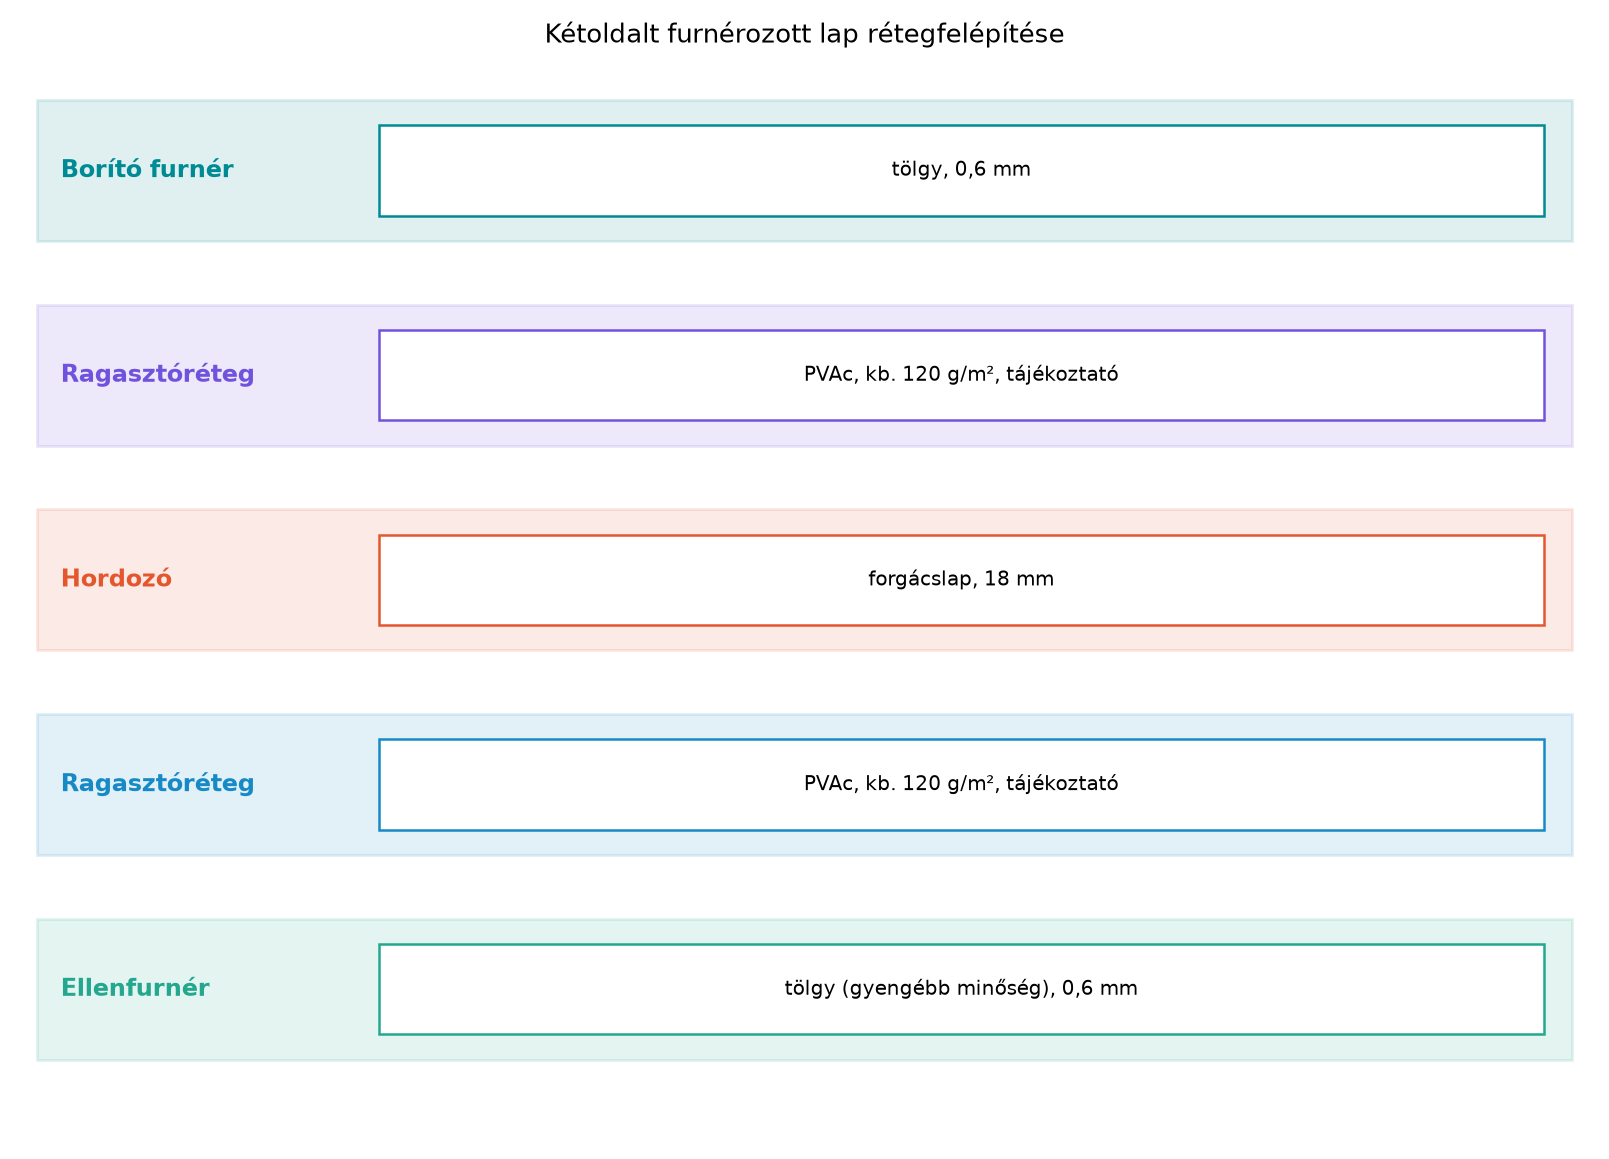 Kétoldalt furnérozott lap rétegfelépítése
Borító furnér
tölgy, 0,6 mm
Ragasztóréteg
PVAc, kb. 120 g/m², tájékoztató
Hordozó
forgácslap, 18 mm
Ragasztóréteg
PVAc, kb. 120 g/m², tájékoztató
Ellenfurnér
tölgy (gyengébb minőség), 0,6 mm